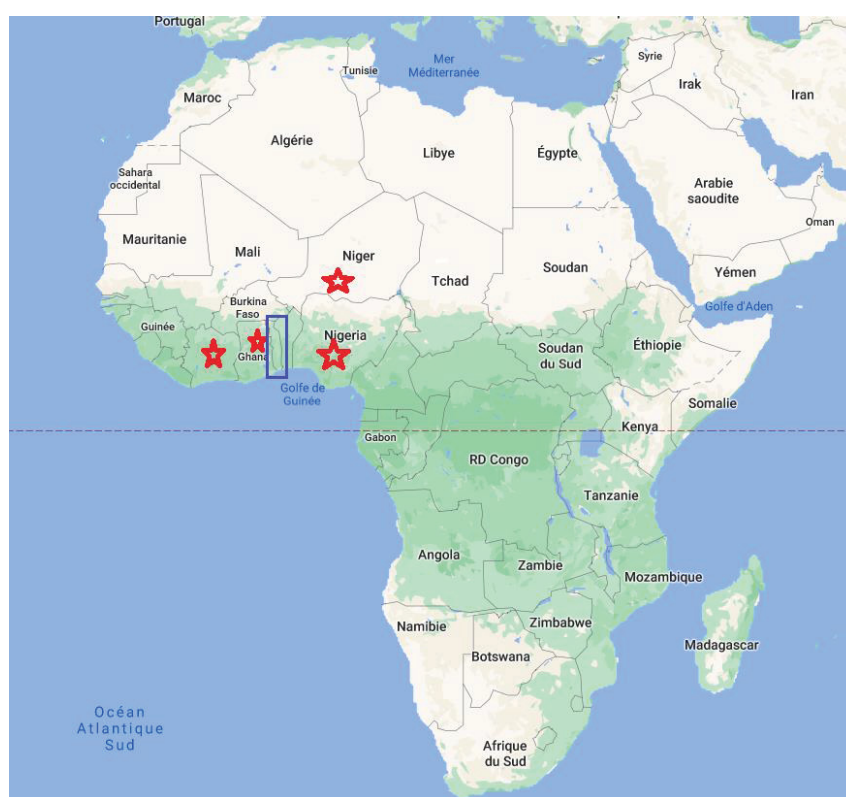 Portugal
Mer
Méditerranée
Syrie
Tunisie
Irak
Iran
Maroc
Algérie
Libye
Égypte
Sahara
occidental
Arabie
saoudite
Oman
Mauritanie
Mali
Niger
Tchad
Soudan
Yémen
Golfe d'Aden
Burkina
Faso
Guinée
Nigeria
Ghana
Soudan
du Sud
Éthiopie
Golfe de
Guinée
Somalie
Kenya
Gabon
RD Congo
Tanzanie
Angola
Zambie
Mozambique
Namibie
Zimbabwe
Madagascar
Botswana
Océan
Atlantique
Sud
Afrique
du Sud